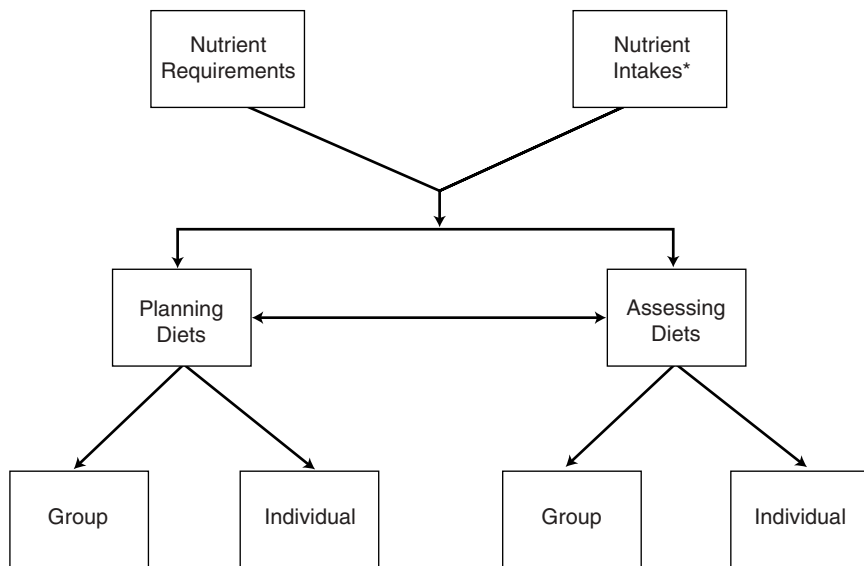 Nutrient
Requirements
Nutrient
Intakes*
Planning
Diets
Assessing
Diets
Group
Individual
Group
Individual